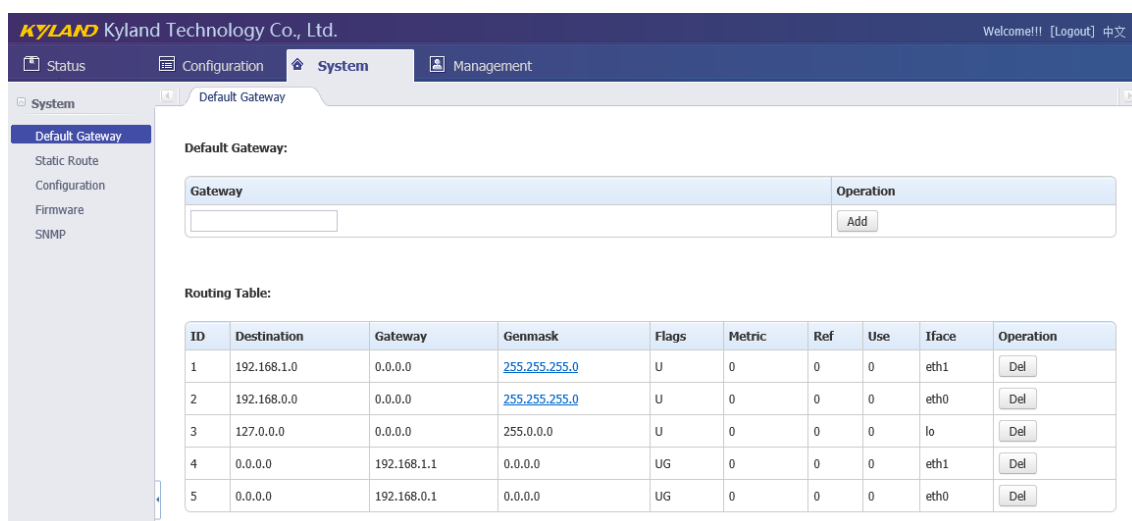 KYLAND Kyland Technology Co., Ltd. Welcome!!! [Logout] 中文
Status Configuration System Management
System Default Gateway
Default Gateway
Static Route
Configuration
Firmware
SNMP
Default Gateway:
Gateway Operation
Add
Routing Table:
ID Destination Gateway Genmask Flags Metric Ref Use Iface Operation
1 192.168.1.0 0.0.0.0 255.255.255.0 U 0 0 0 eth1 Del
2 192.168.0.0 0.0.0.0 255.255.255.0 U 0 0 0 eth0 Del
3 127.0.0.0 0.0.0.0 255.0.0.0 U 0 0 0 lo Del
4 0.0.0.0 192.168.1.1 0.0.0.0 UG 0 0 0 eth1 Del
5 0.0.0.0 192.168.0.1 0.0.0.0 UG 0 0 0 eth0 Del